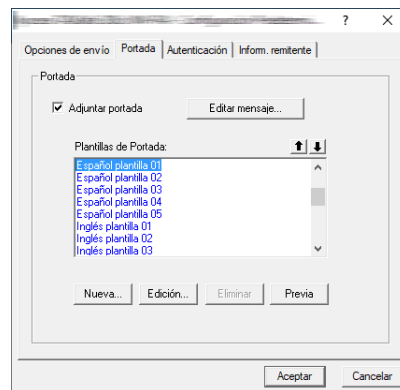 ?
Opciones de envío Portada Autenticación Inform. remitente
Portada
Adjuntar portada Editar mensaje...
Plantillas de Portada:
Español plantilla 01
Español plantilla 02
Español plantilla 03
Español plantilla 04
Español plantilla 05
Inglés plantilla 01
Inglés plantilla 02
Inglés plantilla 03
Nueva... Edición... Eliminar Previa
Aceptar Cancelar